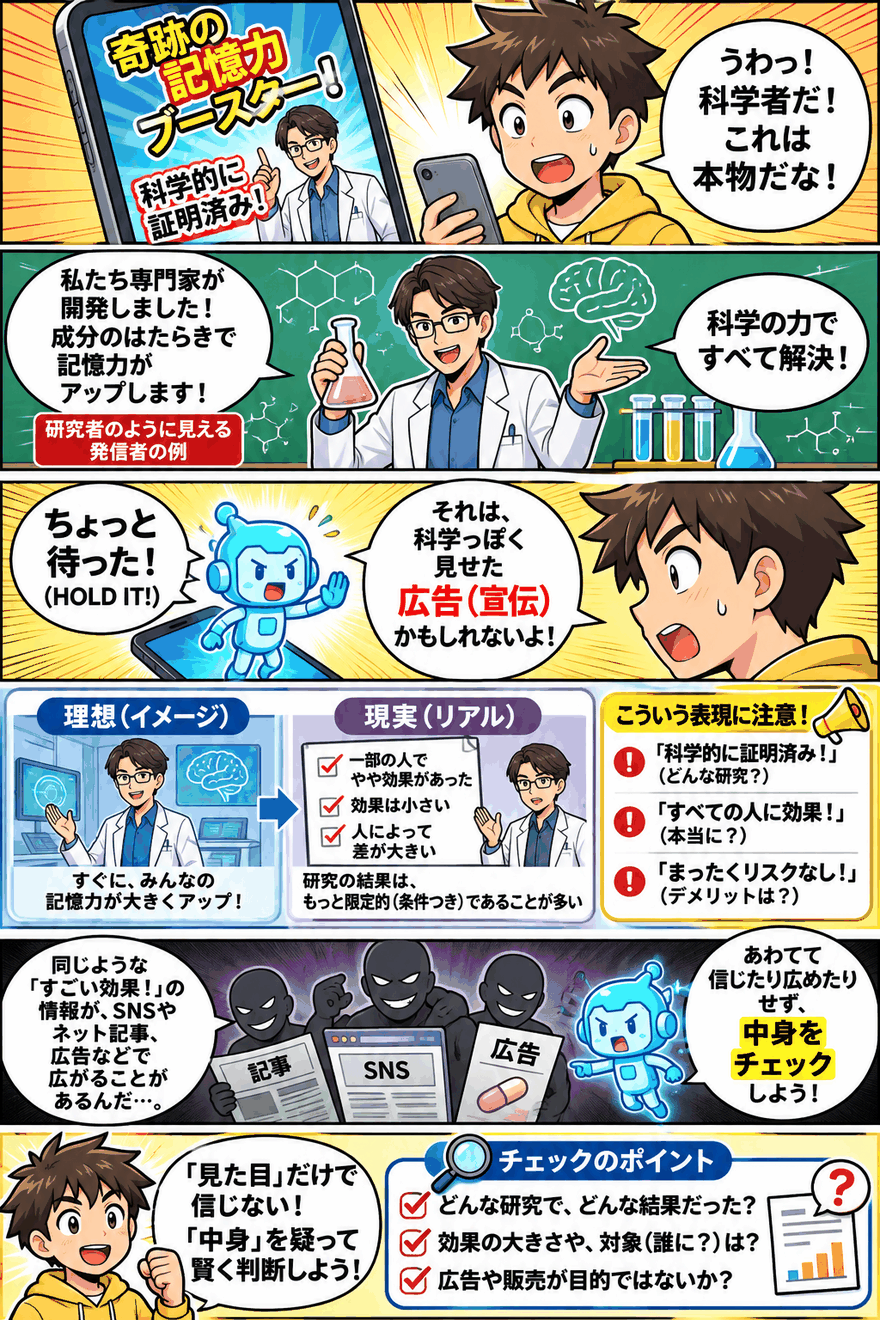 奇跡の
記憶力
ブースター！
科学的に
証明済み！
うわっ！
科学者だ！
これは
本物だな！
私たち専門家が
開発しました！
成分のはたらきで
記憶力が
アップします！
研究者のように見える
発信者の例
科学の力で
すべて解決！
ちょっと
待った！
(HOLD IT!)
それは、
科学っぽく
見せた
広告（宣伝）
かもしれないよ！
理想（イメージ）
すぐに、みんなの
記憶力が大きくアップ！
現実（リアル）
一部の人で
やや効果があった
効果は小さい
人によって
差が大きい
研究の結果は、
もっと限定的（条件つき）であることが多い
こういう表現に注意！
「科学的に証明済み！」
（どんな研究？）
「すべての人に効果！」
（本当に？）
「まったくリスクなし！」
（デメリットは？）
同じような
「すごい効果！」の
情報が、SNSや
ネット記事、
広告などで
広がることが
あるんだ…。
記事
SNS
広告
あわてて
信じたり広めたり
せず、
中身を
チェック
しよう！
「見た目」だけで
信じない！
「中身」を疑って
賢く判断しよう！
チェックのポイント
どんな研究で、どんな結果だった？
効果の大きさや、対象（誰に？）は？
広告や販売が目的ではないか？
?